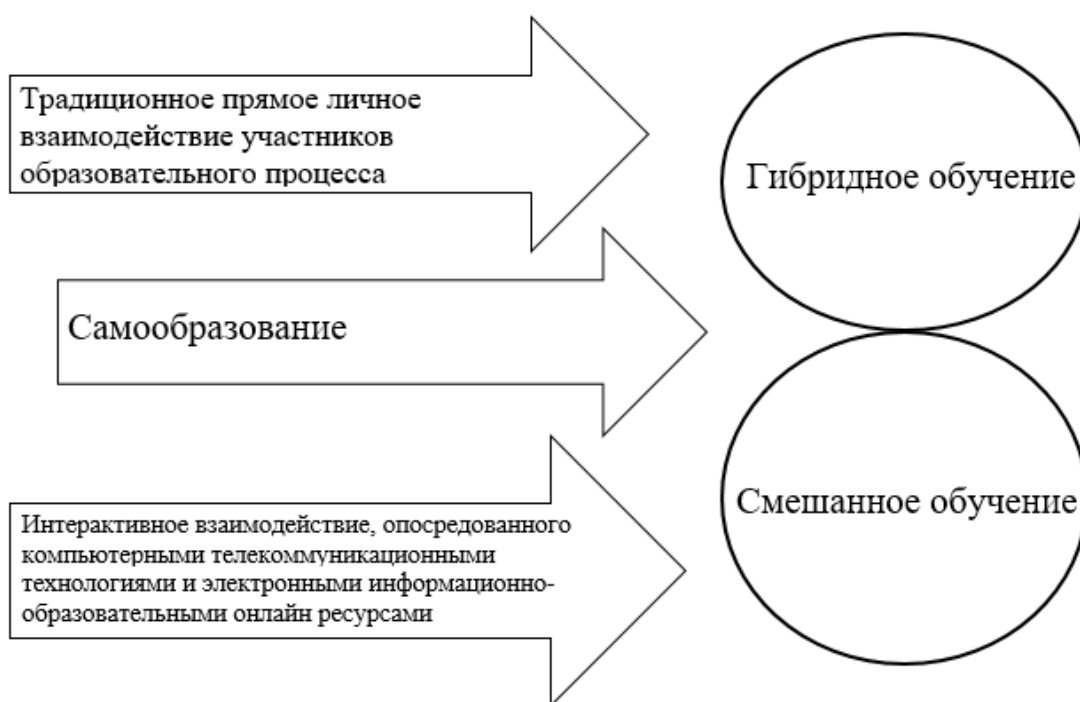 Традиционное прямое личное
взаимодействие участников
образовательного процесса
Гибридное обучение
Самообразование
Смешанное обучение
Интерактивное взаимодействие, опосредованного
компьютерными телекоммуникационными
технологиями и электронными информационно-
образовательными онлайн ресурсами